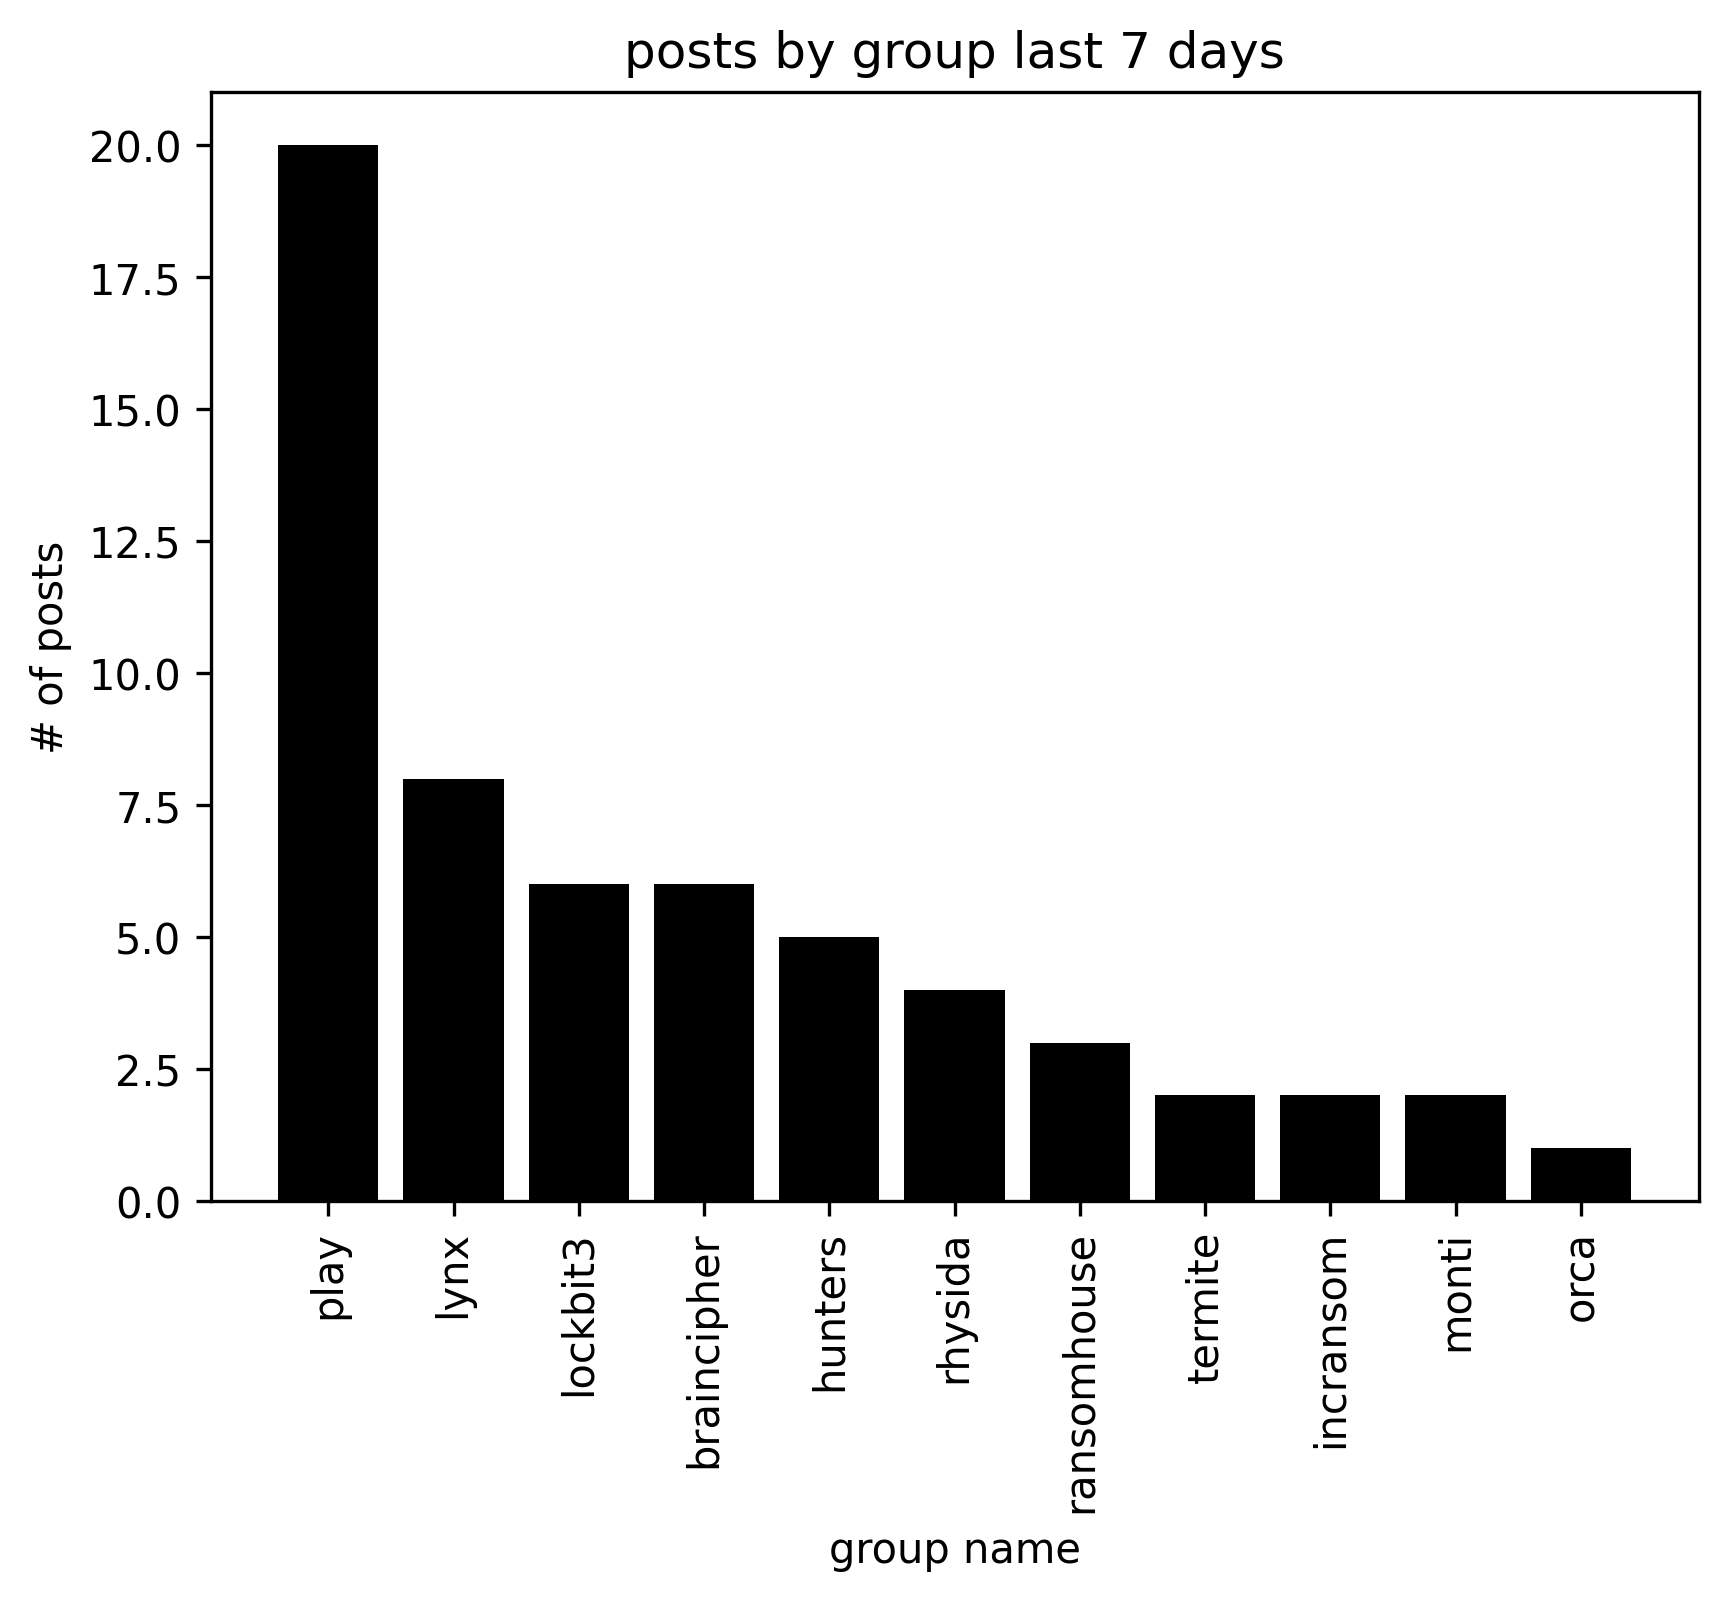 posts by group last 7 days
# of posts
20.0
17.5
15.0
12.5
10.0
7.5
5.0
2.5
0.0
play
lynx
lockbit3
braincipher
hunters
rhysida
ransomhouse
termite
incransom
monti
orca
group name